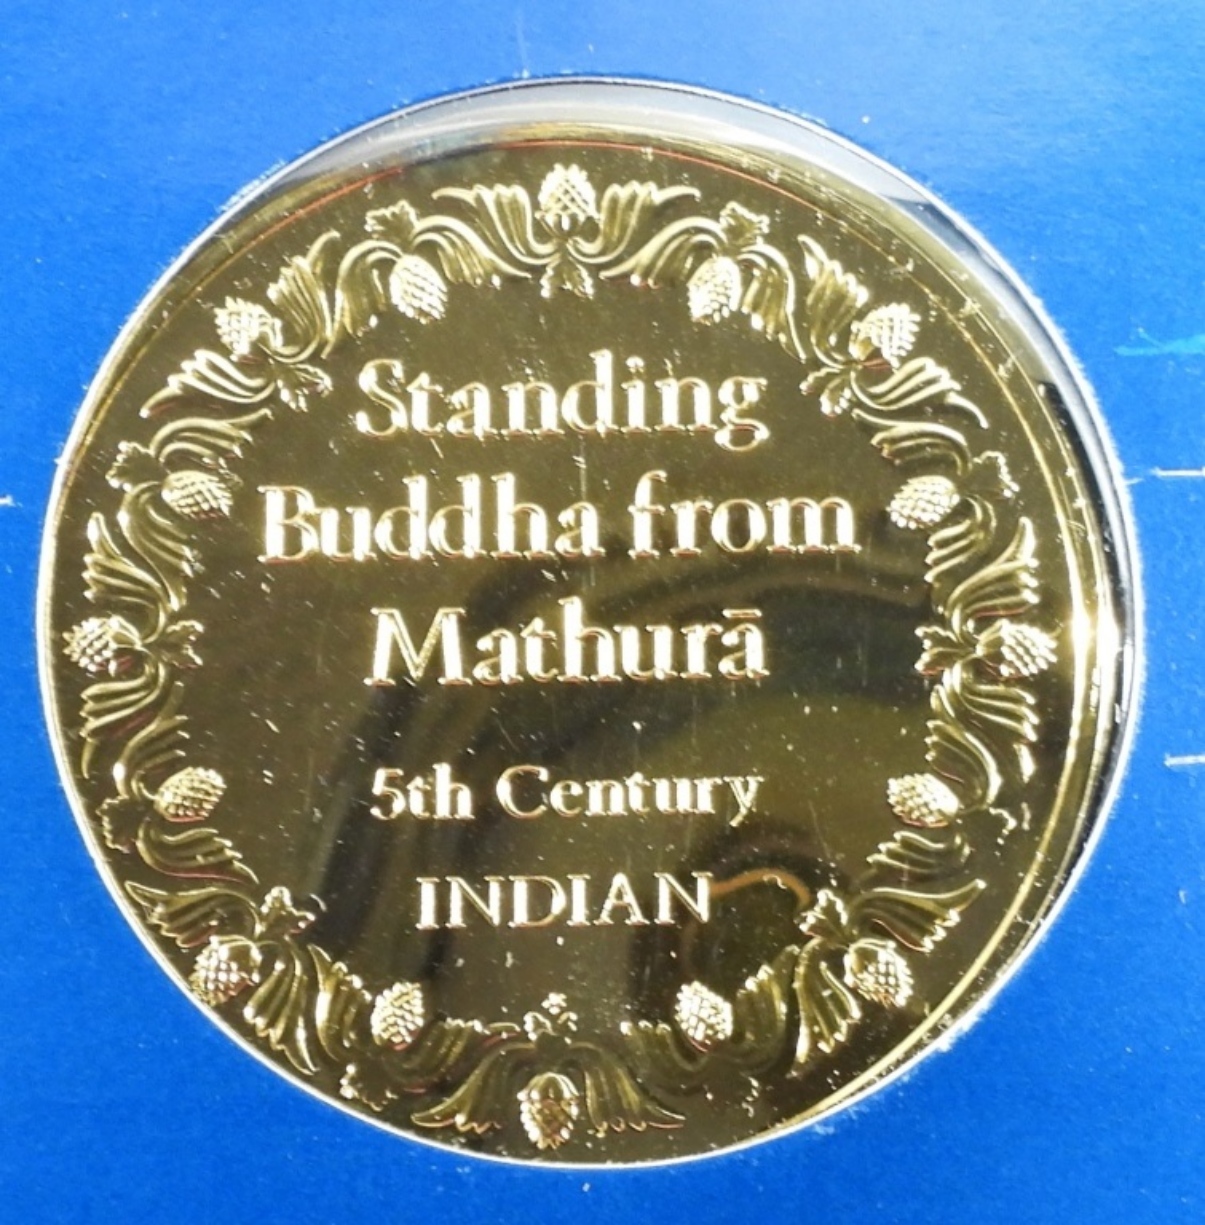 Standing
Buddha from
Mathurā
5th Century
INDIAN